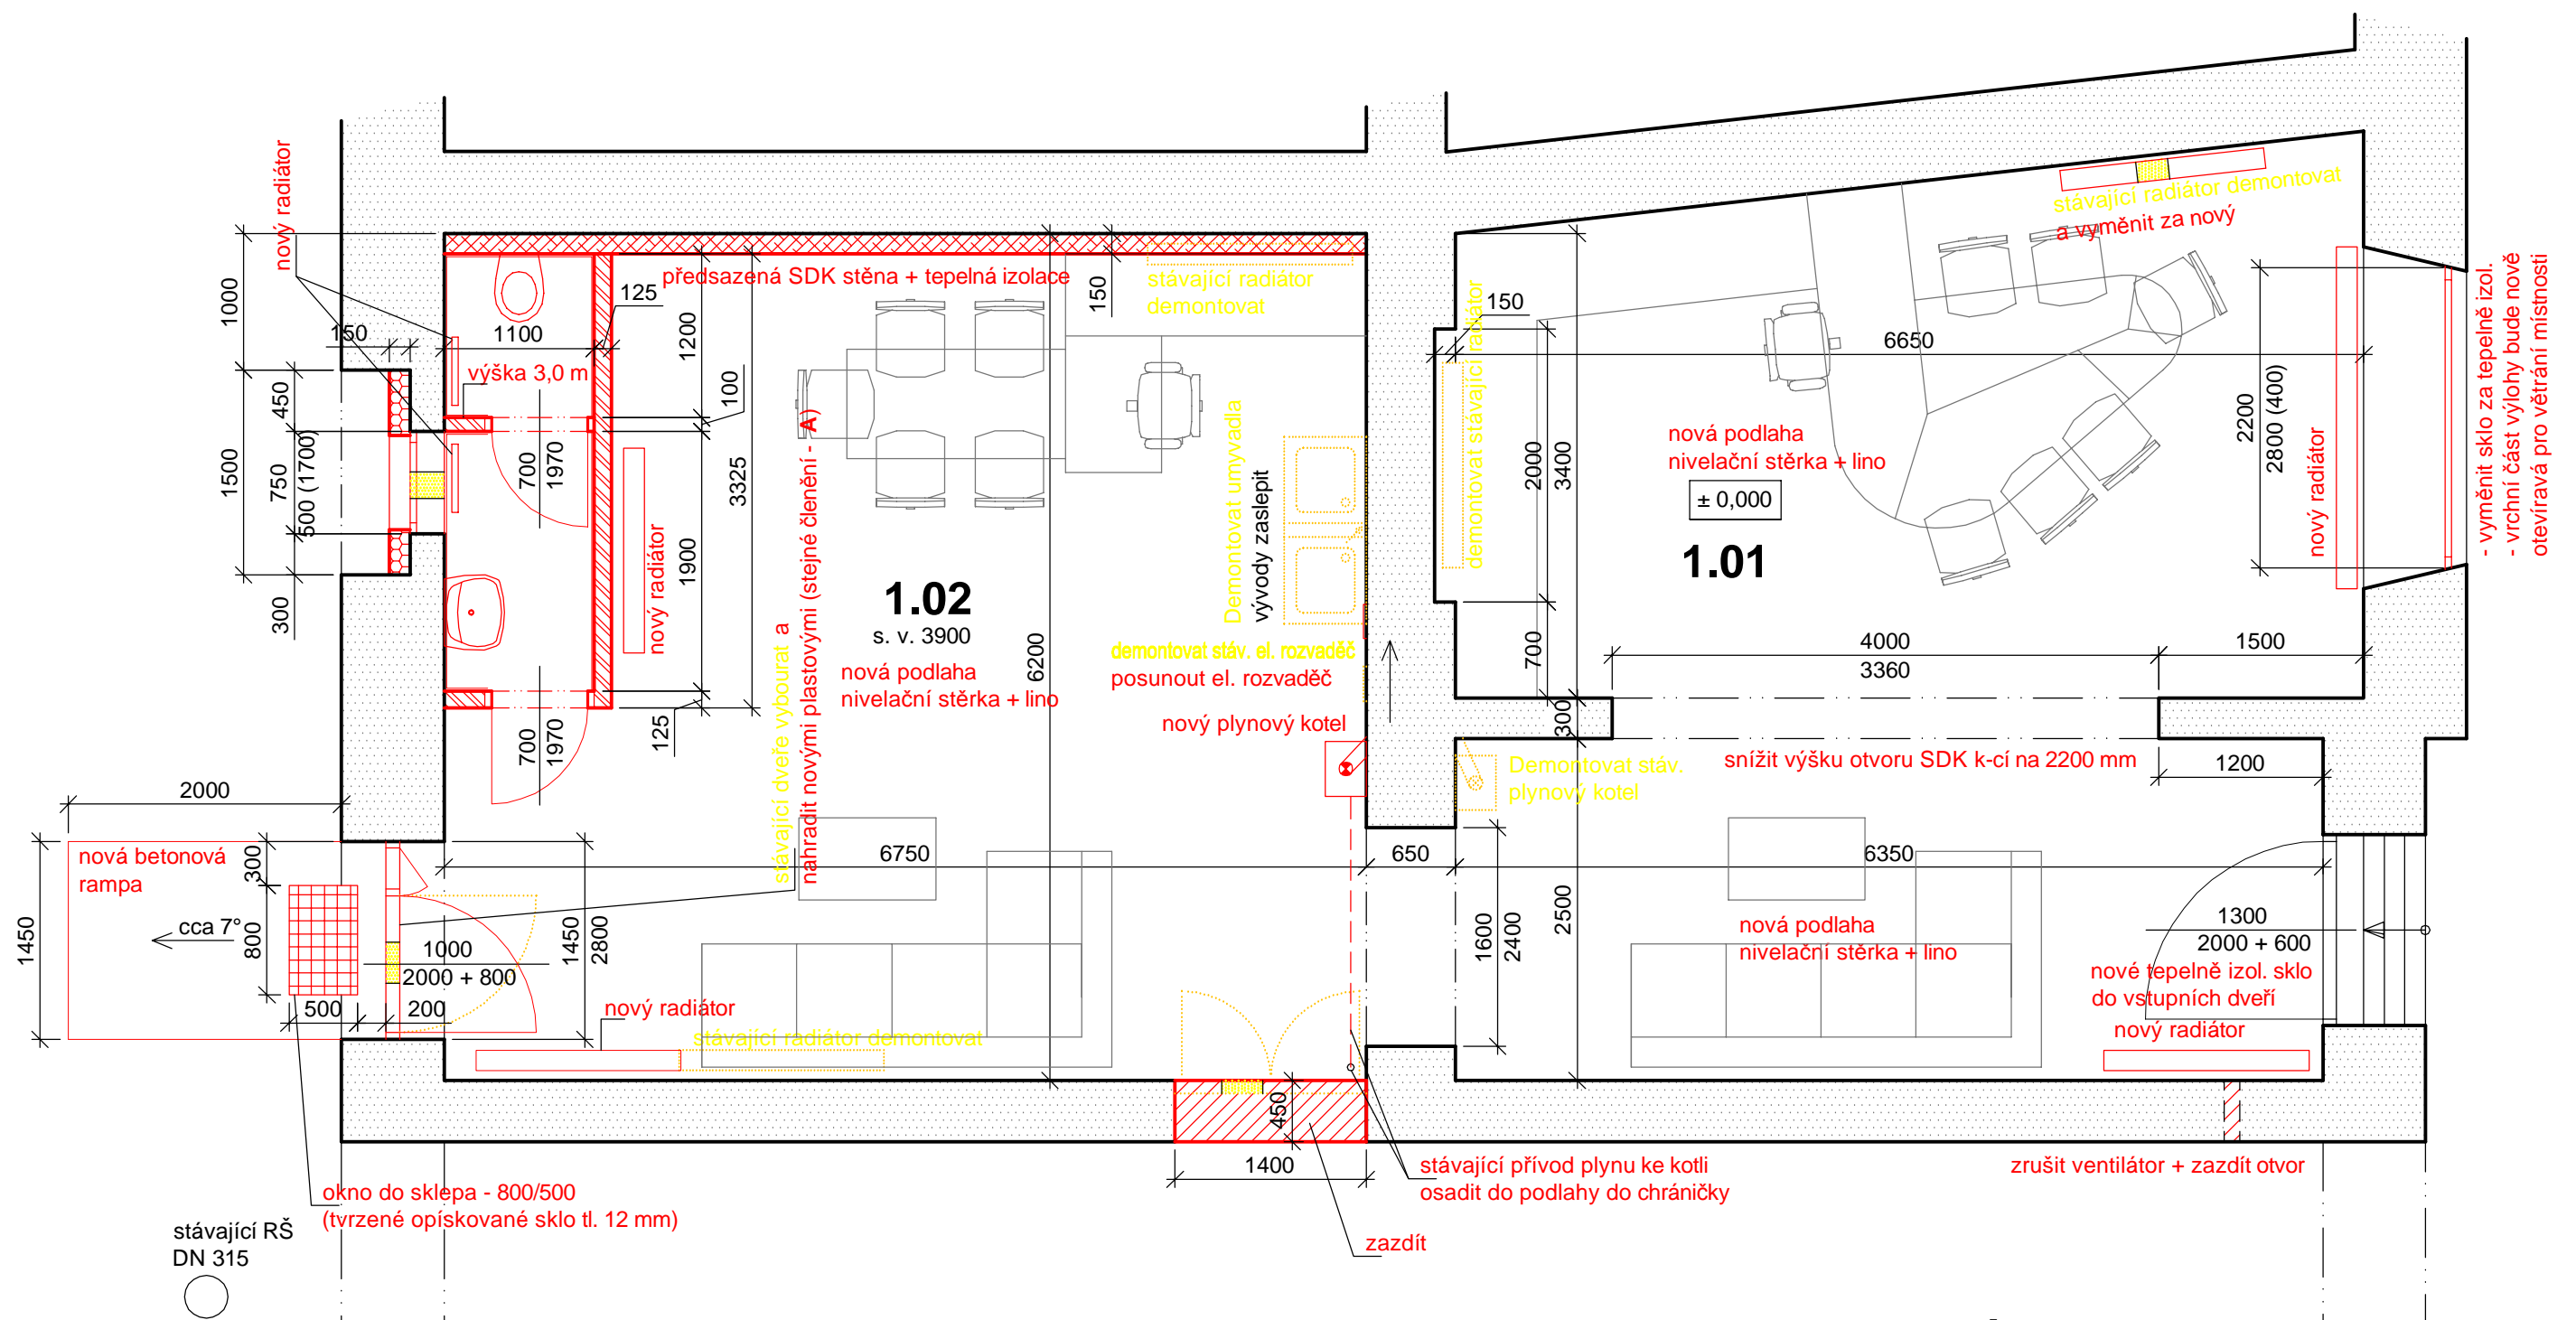 nový radiátor
stávající radiátor demontovat
a vyměnit za nový
předsazená SDK stěna + tepelná izolace
stávající radiátor
demontovat
150
1000
150
1100
125
1200
150
6650
výška 3,0 m
100
450
1500
750
500 (1700)
300
700
1970
3325
1900
nový radiátor
125
700
1970
stávající dveře vybourat a
nahradit novými plastovými (stejné členění - A)
1.02
s. v. 3900
nová podlaha
nivelační stěrka + lino
6200
Demontovat umyvadla
vývody zaslepit
demontovat stáv. el. rozvaděč
posunout el. rozvaděč
nový plynový kotel
demontovat stávající radiátor
2000
3400
700
300
nová podlaha
nivelační stěrka + lino
± 0,000
1.01
2200
2800 (400)
nový radiátor
- vyměnit sklo za tepelně izol.
- vrchní část výlohy bude nově
otevíravá pro větrání místnosti
4000
3360
1500
snížit výšku otvoru SDK k-cí na 2200 mm
1200
Demontovat stáv.
plynový kotel
2000
nová betonová
rampa
1450
300
800
cca 7°
500
200
1000
2000 + 800
1450
2800
6750
650
6350
1600
2400
2500
nová podlaha
nivelační stěrka + lino
1300
2000 + 600
nové tepelně izol. sklo
do vstupních dveří
nový radiátor
nový radiátor
stávající radiátor demontovat
450
1400
stávající přívod plynu ke kotli
osadit do podlahy do chráničky
zrušit ventilátor + zazdít otvor
zazdít
okno do sklepa - 800/500
(tvrzené opískované sklo tl. 12 mm)
stávající RŠ
DN 315